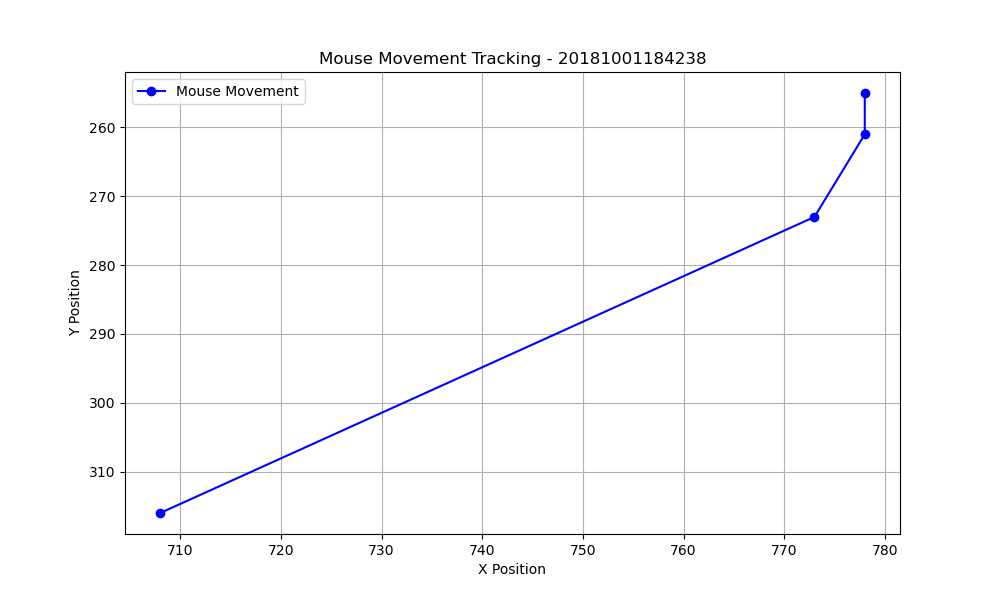 Mouse Movement Tracking - 20181001184238
Mouse Movement
260
270
280
290
300
310
Y Position
710 720 730 740 750 760 770 780
X Position